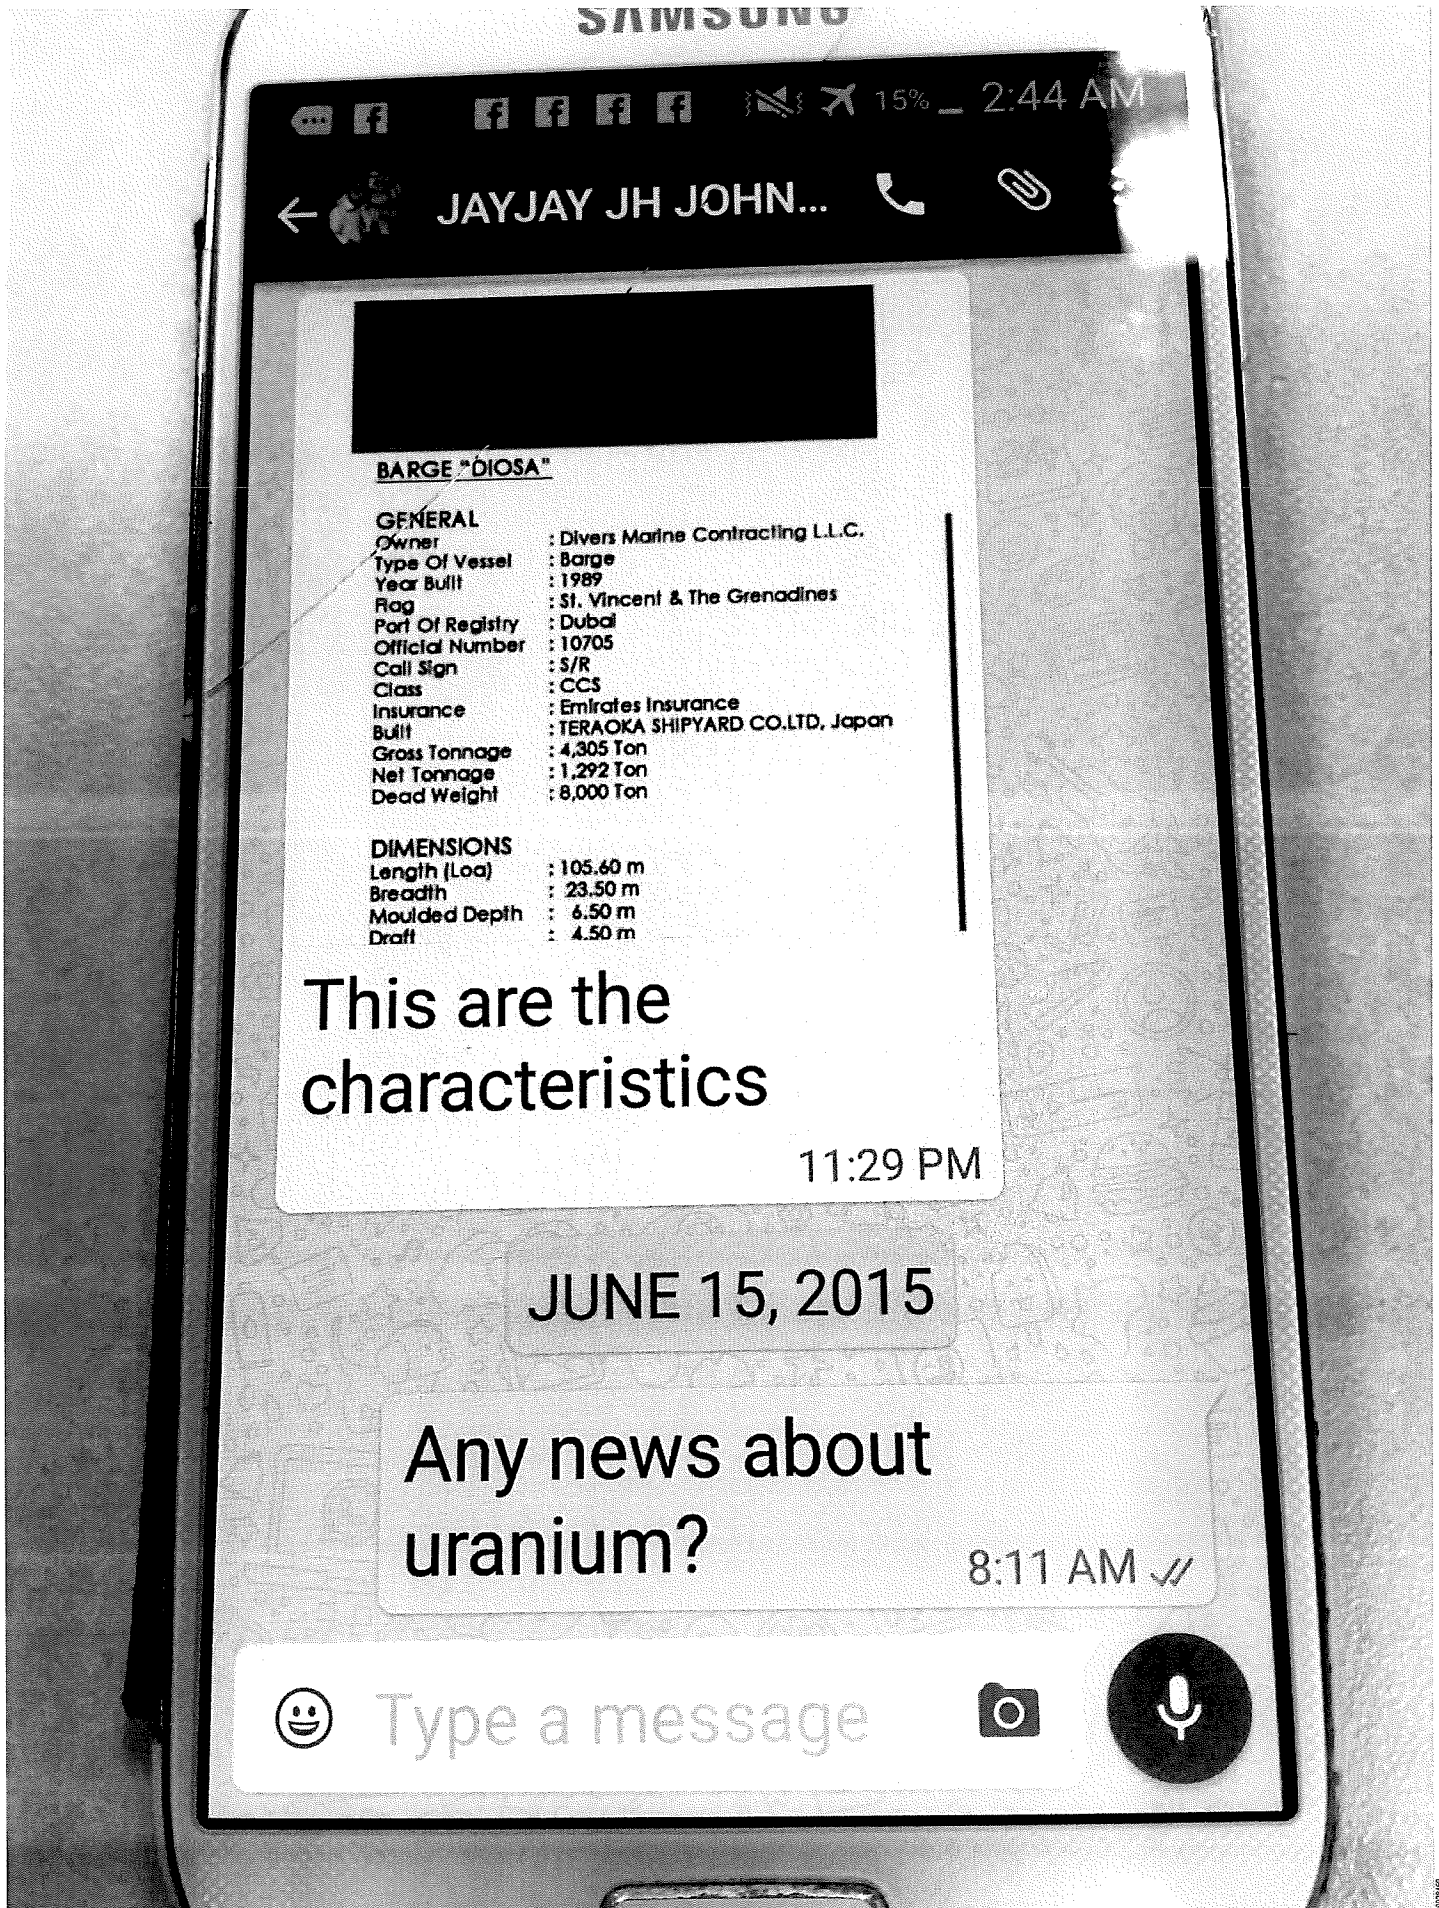 SAMSUNG
15% 2:44 AM
JAYJAY JH JOHN...
BARGE "DIOSA"
GENERAL
Owner : Divers Marine Contracting L.L.C.
Type Of Vessel : Barge
Year Built : 1989
Flag : St. Vincent & The Grenadines
Port Of Registry : Dubai
Official Number : 10705
Call Sign : S/R
Class : CCS
Insurance : Emirates Insurance
Built : TERAOKA SHIPYARD CO.LTD, Japan
Gross Tonnage : 4,305 Ton
Net Tonnage : 1,292 Ton
Dead Weight : 8,000 Ton
DIMENSIONS
Length (Loa) : 105.60 m
Breadth : 23.50 m
Moulded Depth : 6.50 m
Draft : 4.50 m
This are the
characteristics
11:29 PM
JUNE 15, 2015
Any news about
uranium?
8:11 AM
Type a message